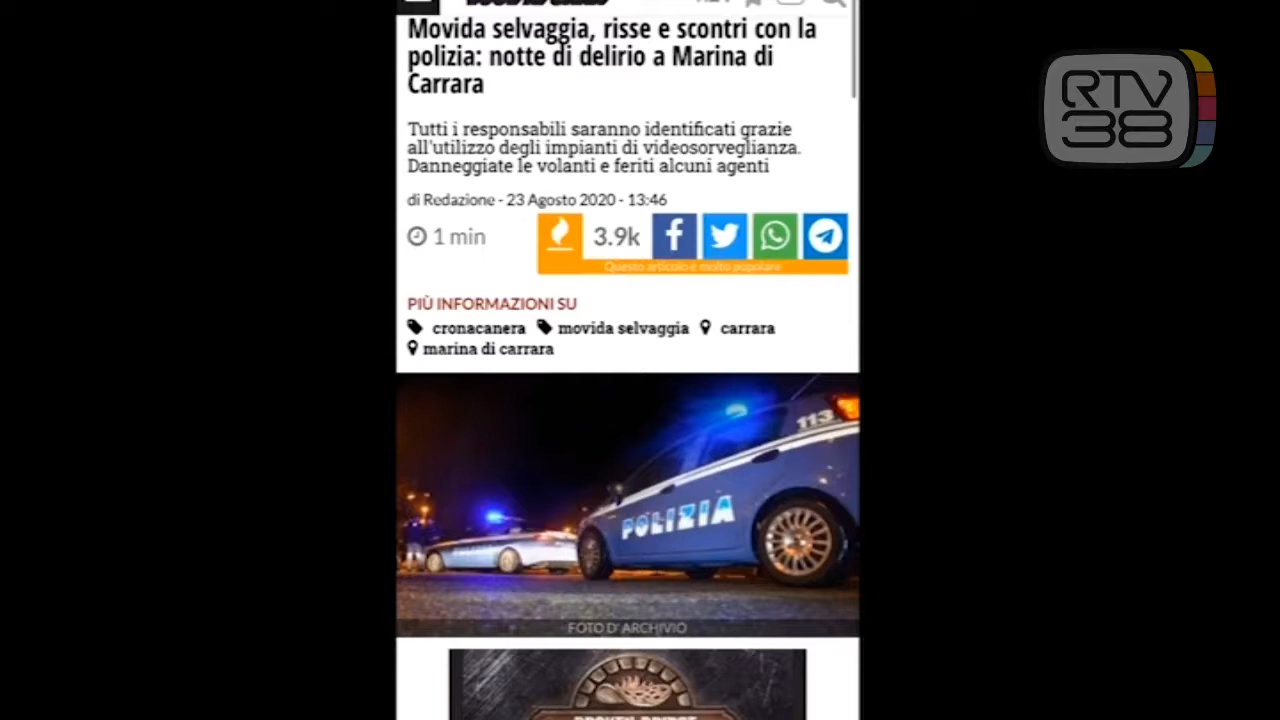 Movida selvaggia, risse e scontri con la
polizia: notte di delirio a Marina di
Carrara
RTV
38
Tutti i responsabili saranno identificati grazie
all'utilizzo degli impianti di videosorveglianza.
Danneggiate le volanti e feriti alcuni agenti
di Redazione - 23 Agosto 2020 - 13:46
1 min
3.9k
Questo articolo è molto popolare
PIÙ INFORMAZIONI SU
cronacanera movida selvaggia carrara
marina di carrara
113
POLIZIA
FOTO D'ARCHIVIO